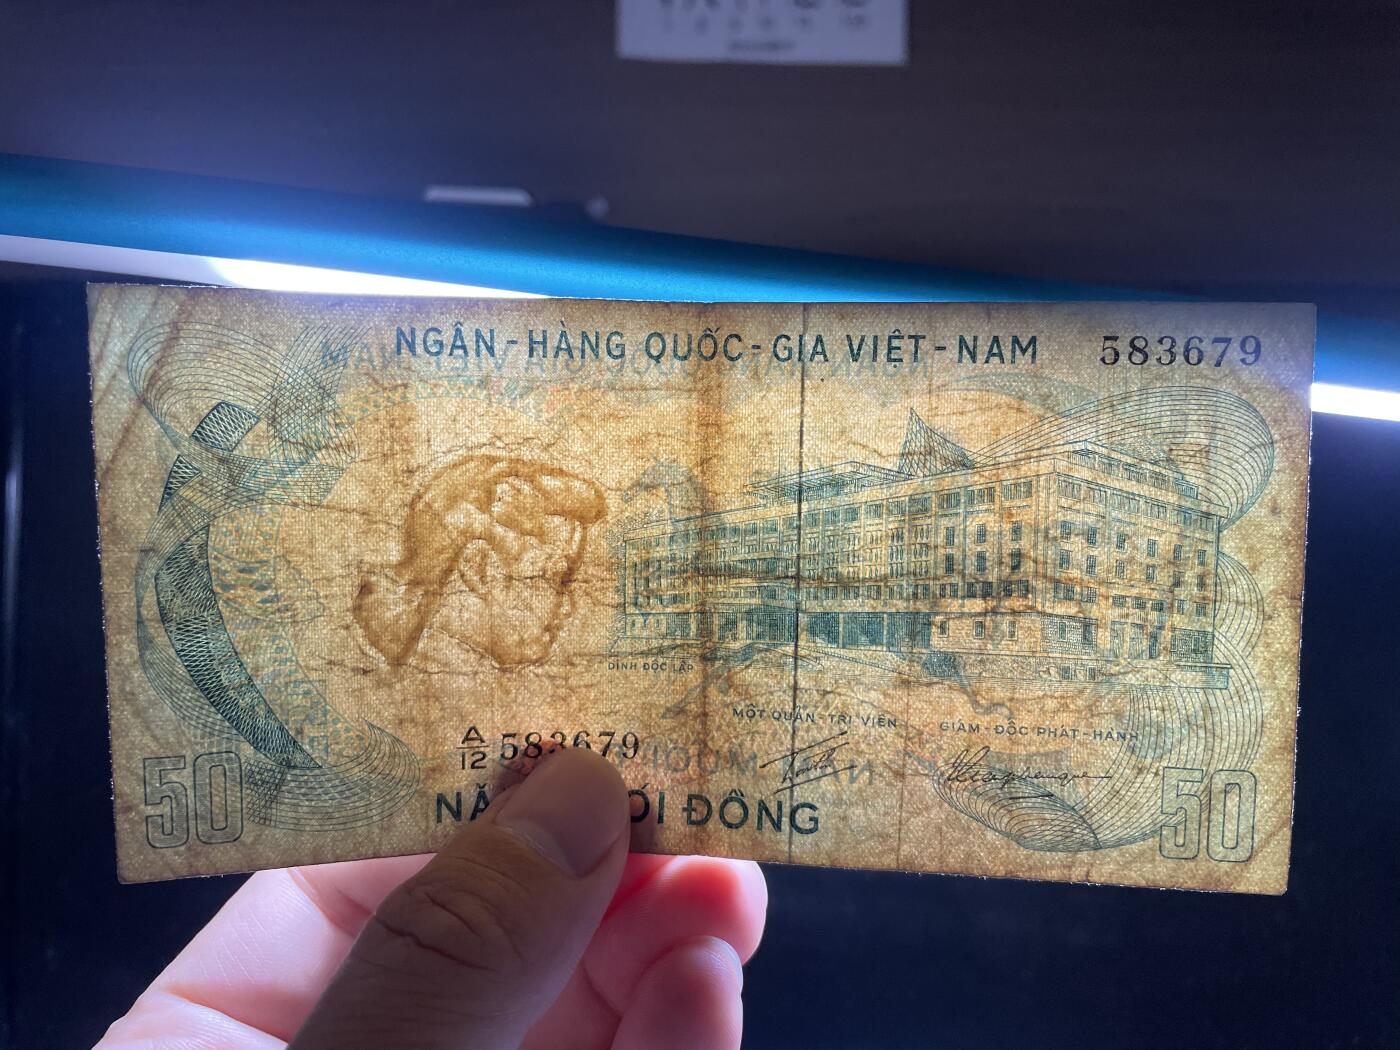 NGÂN-HÀNG QUỐC-GIA VIỆT-NAM
583679
DINH ĐỘC LẬP
MỘT QUẢN-TRỊ VIÊN
GIÁM-ĐỐC PHÁT-HÀNH
A/12 583679
ĐỒNG
50
50